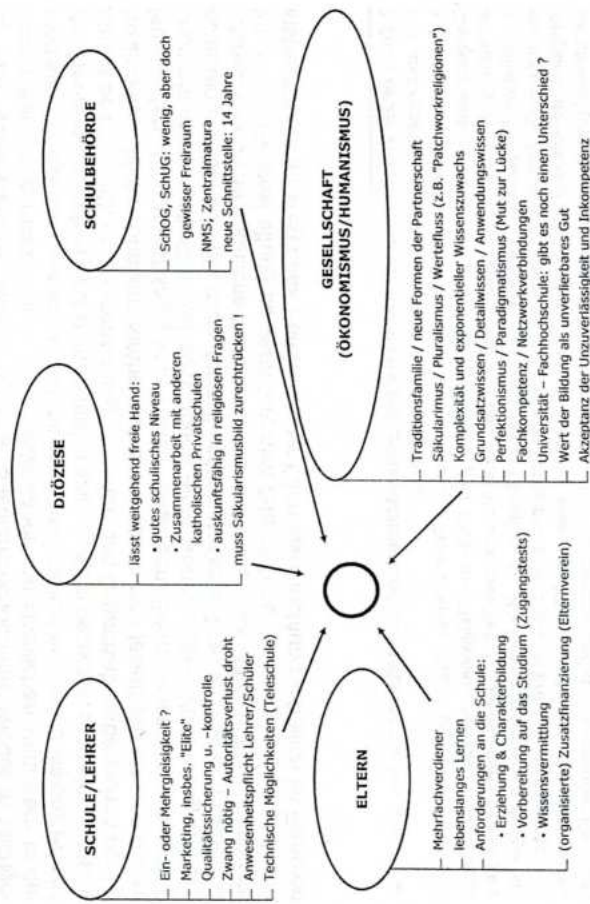 SCHULE/LEHRER
Ein- oder Mehrgleisigkeit ?
Marketing, insbes. "Elite"
Qualitätssicherung u. -kontrolle
Zwang nötig – Autoritätsverlust droht
Anwesenheitspflicht Lehrer/Schüler
Technische Möglichkeiten (Teleschule)
DIÖZESE
lässt weitgehend freie Hand:
• gutes schulisches Niveau
• Zusammenarbeit mit anderen
katholischen Privatschulen
• auskunftsfähig in religiösen Fragen
muss Säkularismusbild zurechtrücken !
SCHULBEHÖRDE
SchOG, SchUG: wenig, aber doch
gewisser Freiraum
NMS; Zentralmatura
neue Schnittstelle: 14 Jahre
ELTERN
Mehrfachverdiener
lebenslanges Lernen
Anforderungen an die Schule:
• Erziehung & Charakterbildung
• Vorbereitung auf das Studium (Zugangstests)
• Wissensvermittlung
(organisierte) Zusatzfinanzierung (Elternverein)
GESELLSCHAFT
(ÖKONOMISMUS/HUMANISMUS)
Traditionsfamilie / neue Formen der Partnerschaft
Säkularimus / Pluralismus / Wertefluss (z.B. "Patchworkreligionen")
Komplexität und exponentieller Wissenszuwachs
Grundsatzwissen / Detailwissen / Anwendungswissen
Perfektionismus / Paradigmatismus (Mut zur Lücke)
Fachkompetenz / Netzwerkverbindungen
Universität – Fachhochschule: gibt es noch einen Unterschied ?
Wert der Bildung als unverlierbares Gut
Akzeptanz der Unzuverlässigkeit und Inkompetenz